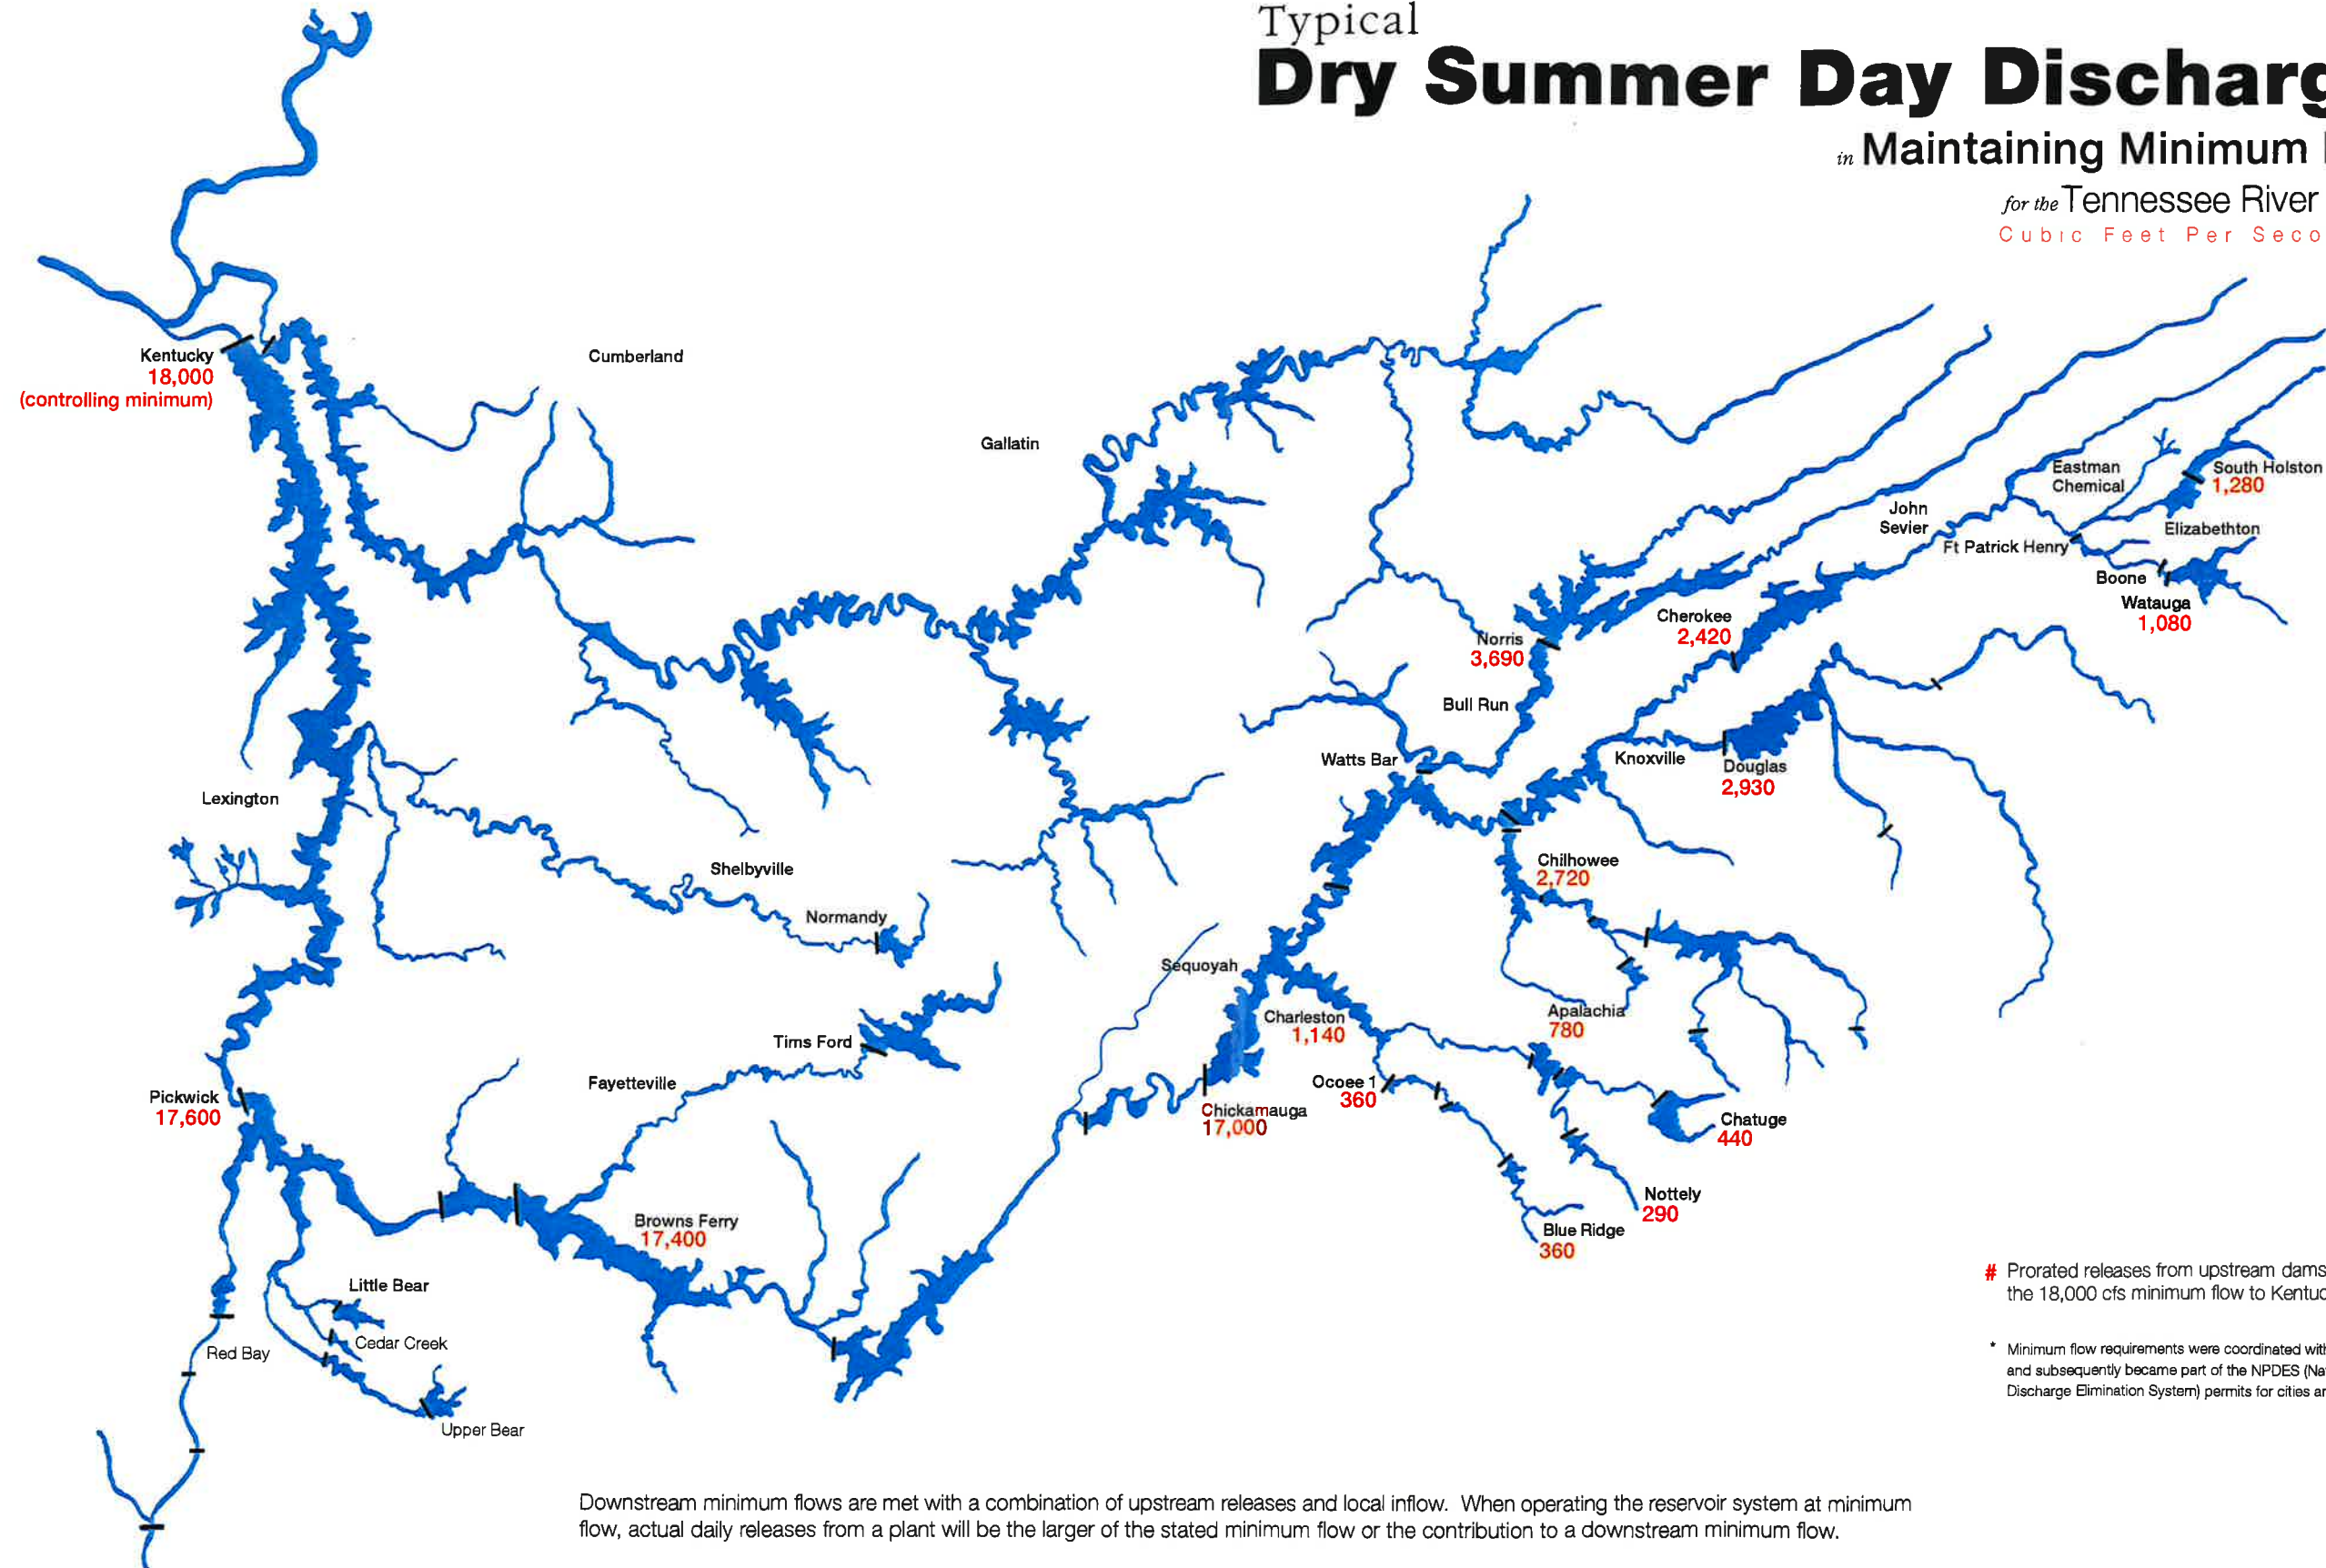 Typical
Dry Summer Day Discharg
in Maintaining Minimum
for the Tennessee River
Cubic Feet Per Seco
Kentucky
18,000
(controlling minimum)
Cumberland
Gallatin
Eastman
Chemical
South Holston
1,280
John
Sevier
Elizabethton
Ft Patrick Henry
Boone
Watauga
1,080
Cherokee
2,420
Norris
3,690
Bull Run
Watts Bar
Knoxville
Douglas
2,930
Lexington
Shelbyville
Chilhowee
2,720
Normandy
Sequoyah
Charleston
1,140
Apalachia
780
Tims Ford
Fayetteville
Ocoee 1
360
Pickwick
17,600
Chickamauga
17,000
Chatuge
440
Nottely
290
Browns Ferry
17,400
Blue Ridge
360
Little Bear
Cedar Creek
Red Bay
Upper Bear
# Prorated releases from upstream dams
the 18,000 cfs minimum flow to Kentuc
* Minimum flow requirements were coordinated wit
and subsequently became part of the NPDES (Na
Discharge Elimination System) permits for cities a
Downstream minimum flows are met with a combination of upstream releases and local inflow. When operating the reservoir system at minimum
flow, actual daily releases from a plant will be the larger of the stated minimum flow or the contribution to a downstream minimum flow.